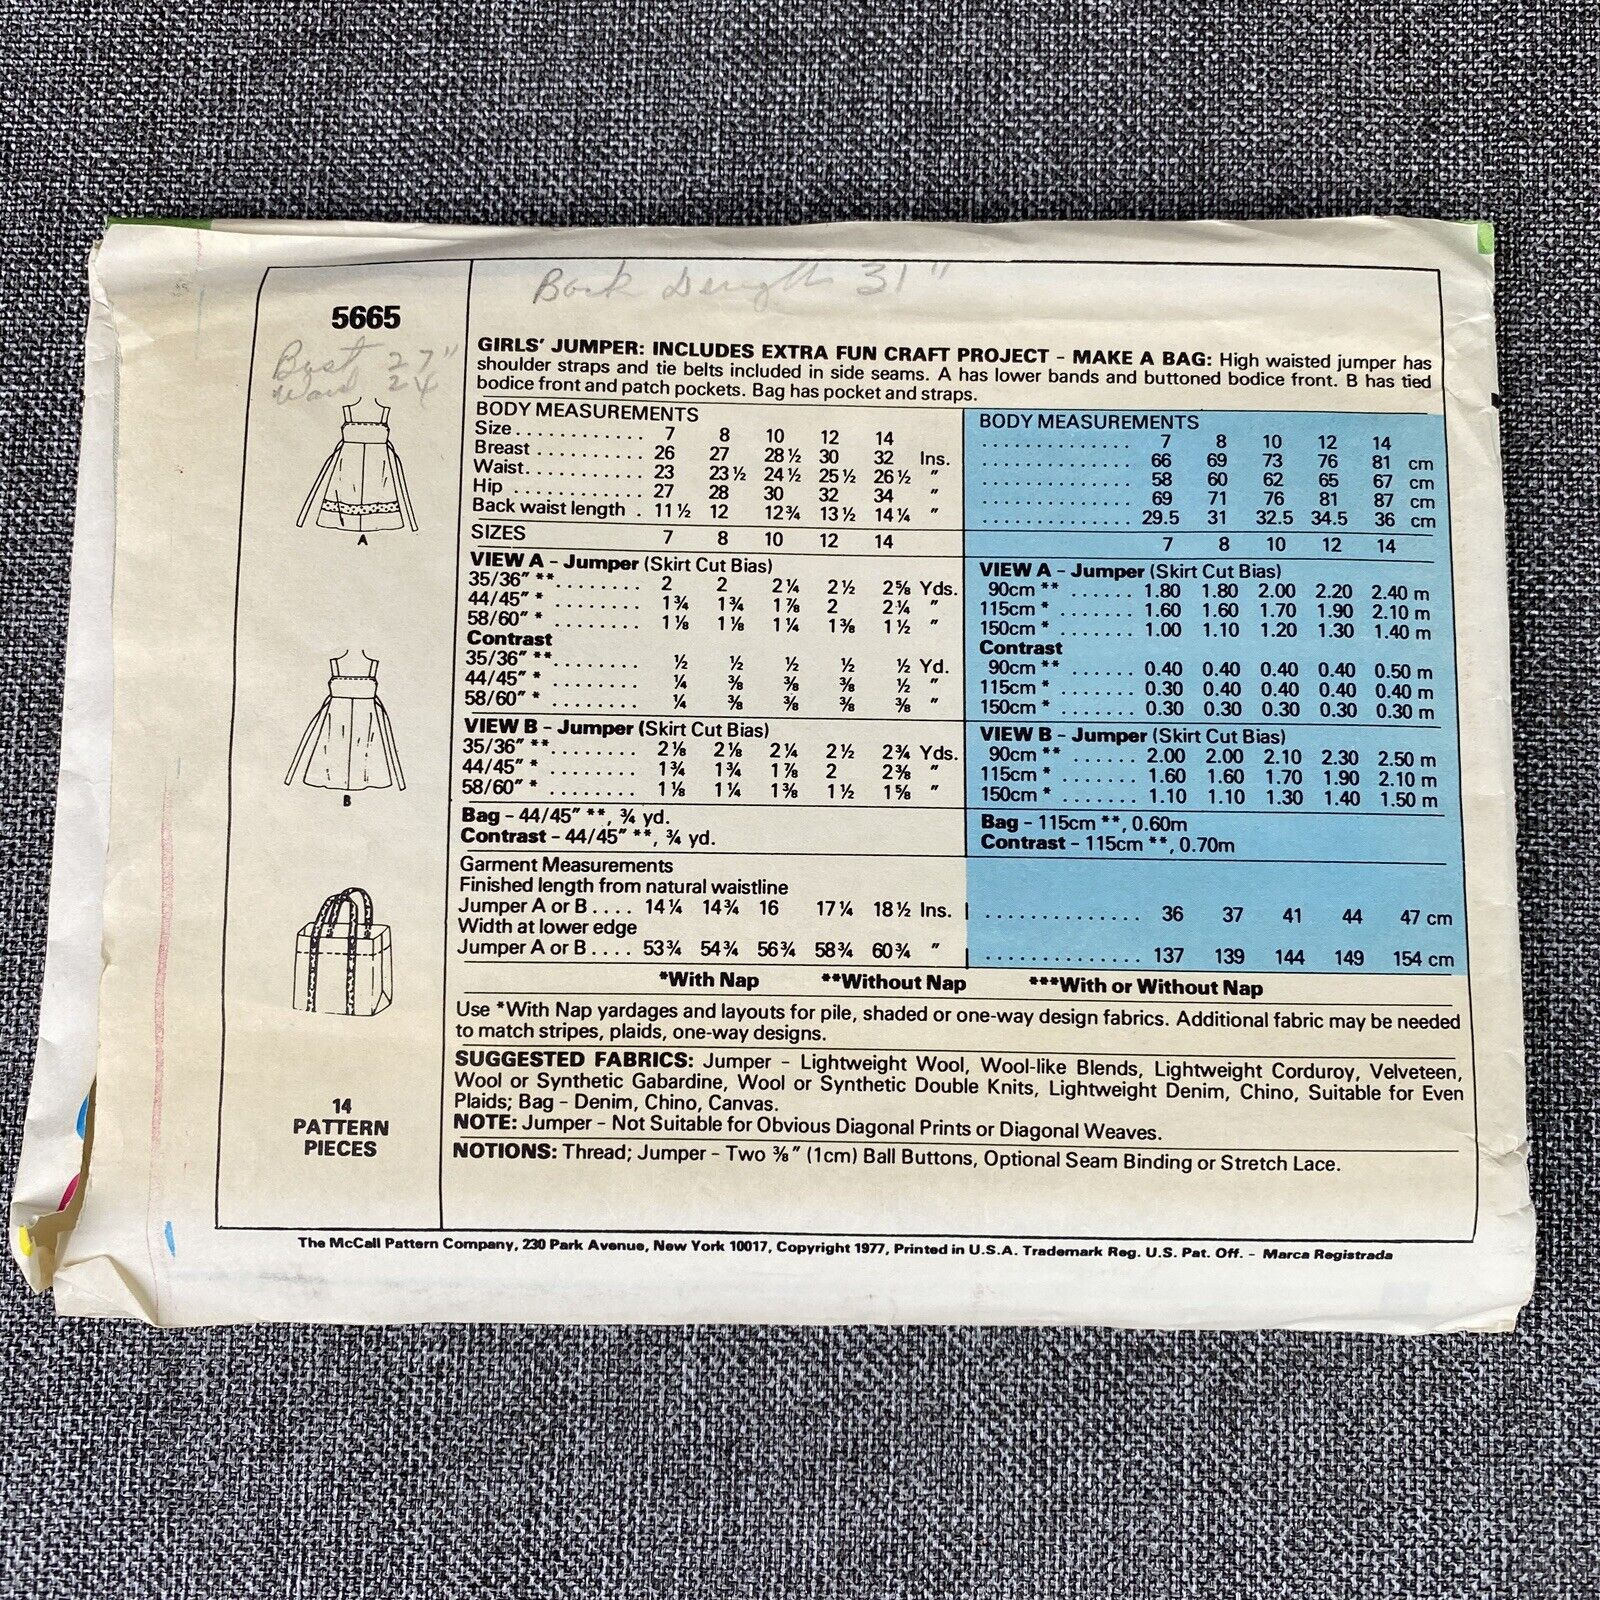 Back Length 31"
5665
Bust 27"
24
A
B
14
PATTERN
PIECES
GIRLS' JUMPER: INCLUDES EXTRA FUN CRAFT PROJECT - MAKE A BAG: High waisted jumper has
shoulder straps and tie belts included in side seams. A has lower bands and buttoned bodice front. B has tied
bodice front and patch pockets. Bag has pocket and straps.
BODY MEASUREMENTS
Size............. 7 8 10 12 14
Breast .......... 26 27 28½ 30 32 Ins.
Waist............ 23 23½ 24½ 25½ 26½ "
Hip ............. 27 28 30 32 34 "
Back waist length . 11½ 12 12¾ 13½ 14¼ "
SIZES 7 8 10 12 14
VIEW A - Jumper (Skirt Cut Bias)
35/36" **........ 2 2 2¼ 2½ 2⅝ Yds.
44/45" * ........ 1¾ 1¾ 1⅞ 2 2¼ "
58/60" * ........ 1⅛ 1⅛ 1¼ 1⅜ 1½ "
Contrast
35/36" **........ ½ ½ ½ ½ ½ Yd.
44/45" * ........ ¼ ⅜ ⅜ ⅜ ½ "
58/60" * ........ ¼ ⅜ ⅜ ⅜ ⅜ "
VIEW B - Jumper (Skirt Cut Bias)
35/36" **........ 2⅛ 2⅛ 2¼ 2½ 2¾ Yds.
44/45" * ........ 1¾ 1¾ 1⅞ 2 2⅜ "
58/60" * ........ 1⅛ 1¼ 1⅜ 1½ 1⅝ "
Bag - 44/45" **, ¾ yd.
Contrast - 44/45" **, ¾ yd.
Garment Measurements
Finished length from natural waistline
Jumper A or B.... 14¼ 14¾ 16 17¼ 18½ Ins.
Width at lower edge
Jumper A or B.... 53¾ 54¾ 56¾ 58¾ 60¾ "
BODY MEASUREMENTS
............... 7 8 10 12 14
............... 66 69 73 76 81 cm
............... 58 60 62 65 67 cm
............... 69 71 76 81 87 cm
............... 29.5 31 32.5 34.5 36 cm
7 8 10 12 14
VIEW A - Jumper (Skirt Cut Bias)
90cm ** ...... 1.80 1.80 2.00 2.20 2.40 m
115cm * ....... 1.60 1.60 1.70 1.90 2.10 m
150cm * ....... 1.00 1.10 1.20 1.30 1.40 m
Contrast
90cm ** ...... 0.40 0.40 0.40 0.40 0.50 m
115cm * ....... 0.30 0.40 0.40 0.40 0.40 m
150cm * ....... 0.30 0.30 0.30 0.30 0.30 m
VIEW B - Jumper (Skirt Cut Bias)
90cm ** ...... 2.00 2.00 2.10 2.30 2.50 m
115cm * ....... 1.60 1.60 1.70 1.90 2.10 m
150cm * ....... 1.10 1.10 1.30 1.40 1.50 m
Bag - 115cm **, 0.60m
Contrast - 115cm **, 0.70m
............... 36 37 41 44 47 cm
............... 137 139 144 149 154 cm
*With Nap **Without Nap ***With or Without Nap
Use *With Nap yardages and layouts for pile, shaded or one-way design fabrics. Additional fabric may be needed
to match stripes, plaids, one-way designs.
SUGGESTED FABRICS: Jumper - Lightweight Wool, Wool-like Blends, Lightweight Corduroy, Velveteen,
Wool or Synthetic Gabardine, Wool or Synthetic Double Knits, Lightweight Denim, Chino, Suitable for Even
Plaids; Bag - Denim, Chino, Canvas.
NOTE: Jumper - Not Suitable for Obvious Diagonal Prints or Diagonal Weaves.
NOTIONS: Thread; Jumper - Two ⅜" (1cm) Ball Buttons, Optional Seam Binding or Stretch Lace.
The McCall Pattern Company, 230 Park Avenue, New York 10017, Copyright 1977, Printed in U.S.A. Trademark Reg. U.S. Pat. Off. - Marca Registrada